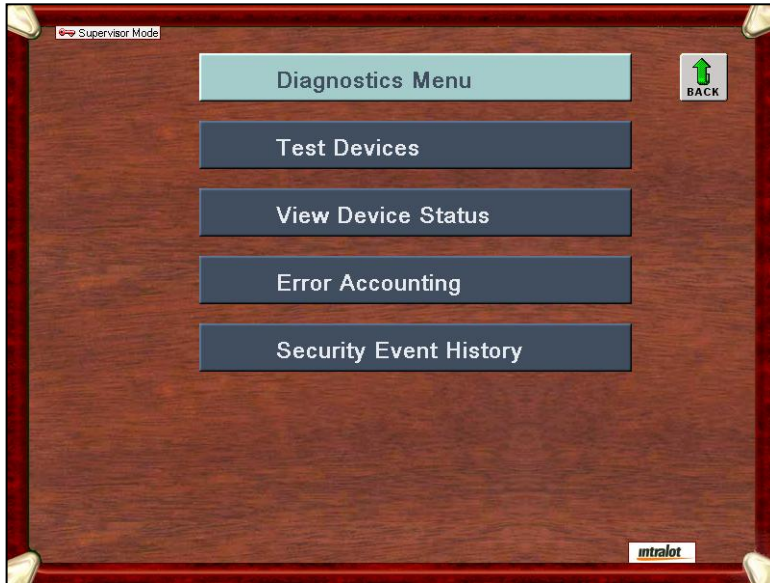 Supervisor Mode
Diagnostics Menu
BACK
Test Devices
View Device Status
Error Accounting
Security Event History
intralot